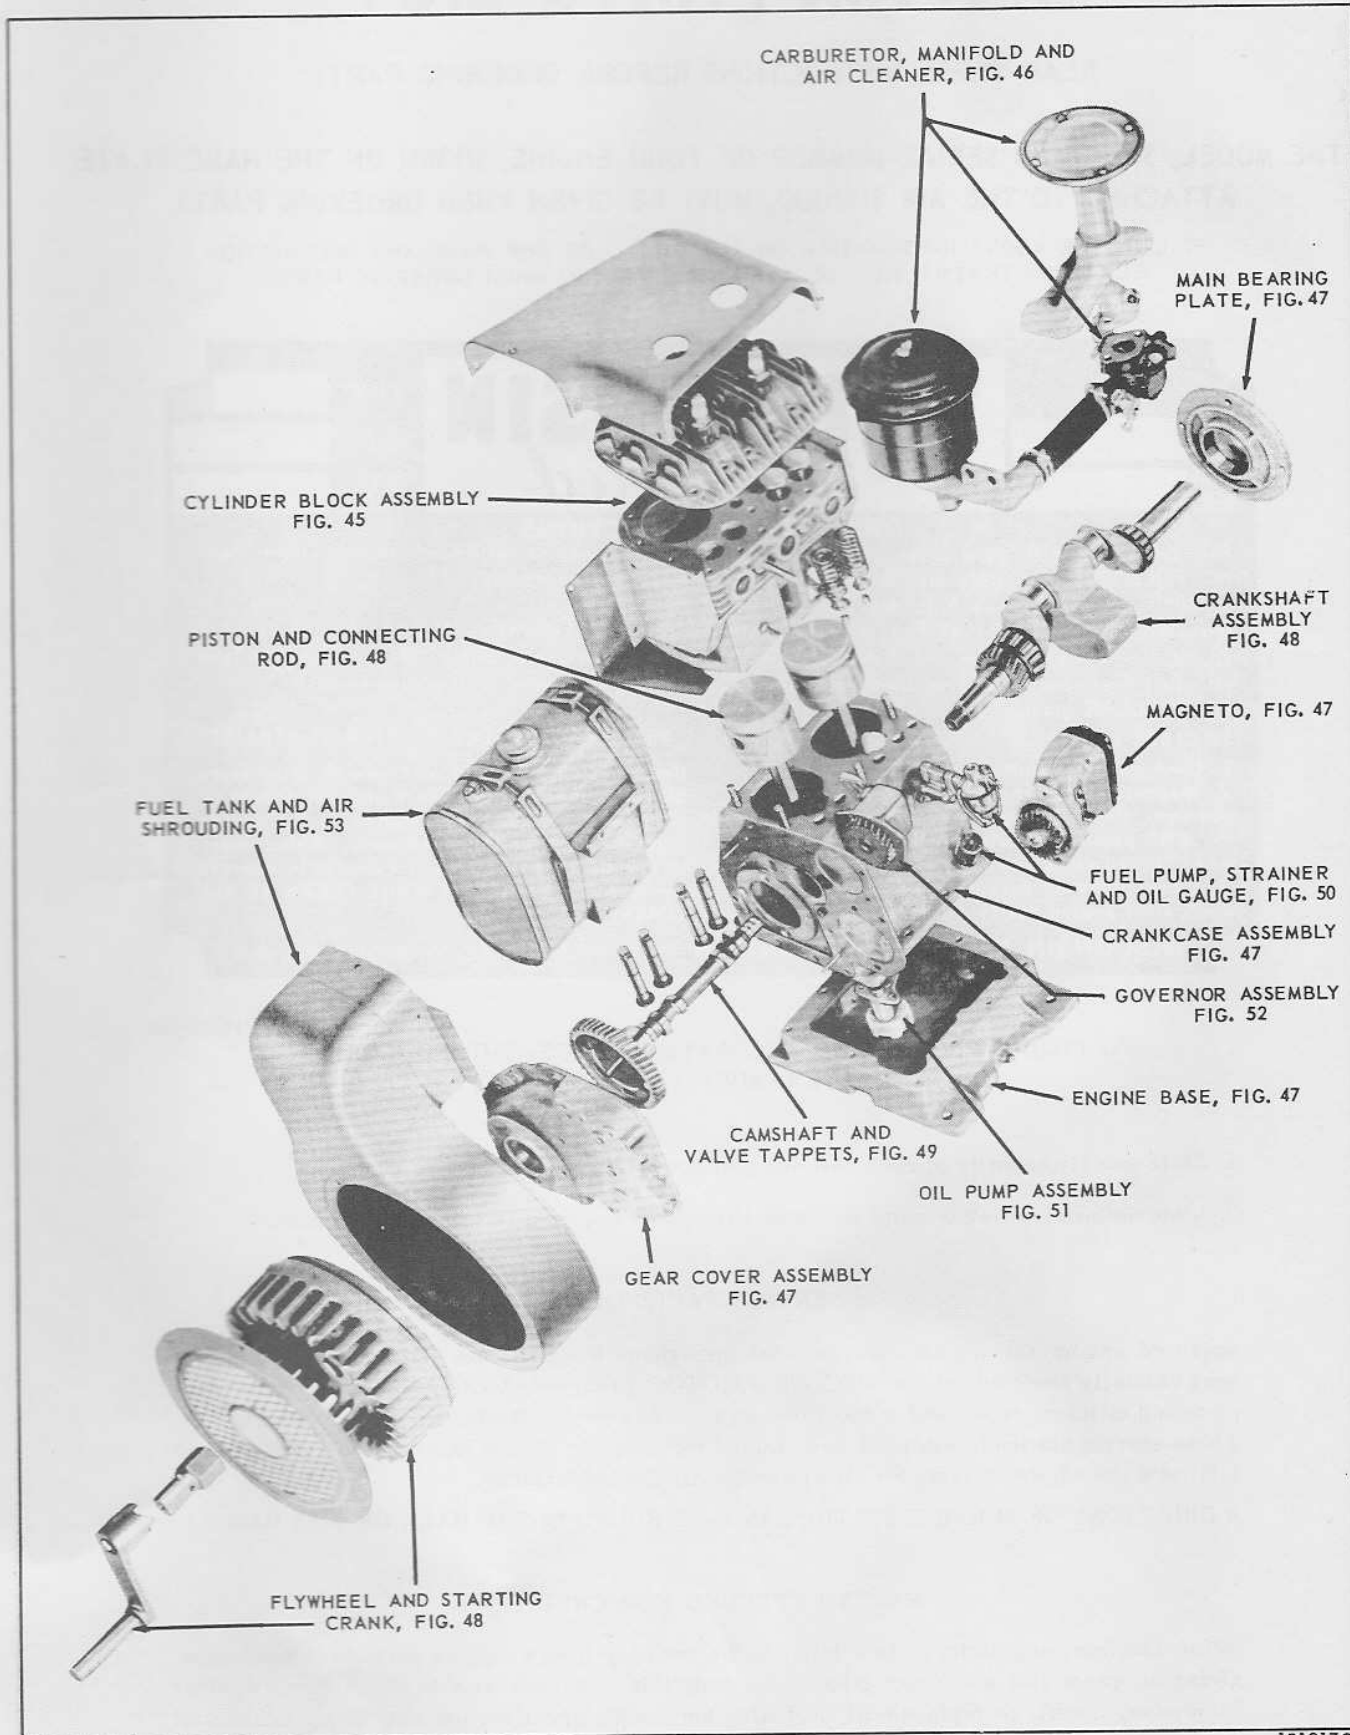 CARBURETOR, MANIFOLD AND
AIR CLEANER, FIG. 46
MAIN BEARING
PLATE, FIG. 47
CYLINDER BLOCK ASSEMBLY
FIG. 45
CRANKSHAFT
ASSEMBLY
FIG. 48
PISTON AND CONNECTING
ROD, FIG. 48
MAGNETO, FIG. 47
FUEL TANK AND AIR
SHROUDING, FIG. 53
FUEL PUMP, STRAINER
AND OIL GAUGE, FIG. 50
CRANKCASE ASSEMBLY
FIG. 47
GOVERNOR ASSEMBLY
FIG. 52
ENGINE BASE, FIG. 47
CAMSHAFT AND
VALVE TAPPETS, FIG. 49
OIL PUMP ASSEMBLY
FIG. 51
GEAR COVER ASSEMBLY
FIG. 47
FLYWHEEL AND STARTING
CRANK, FIG. 48